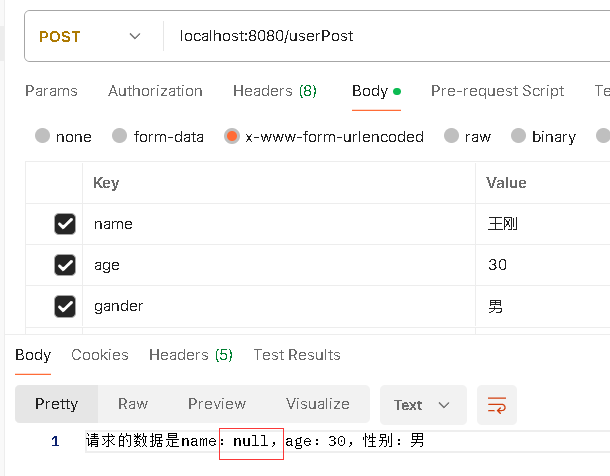 POST localhost:8080/userPost
Params Authorization Headers (8) Body Pre-request Script Te
none form-data x-www-form-urlencoded raw binary
Key Value
name 王刚
age 30
gander 男
Body Cookies Headers (5) Test Results
Pretty Raw Preview Visualize Text
1 请求的数据是name：null，age：30，性别：男